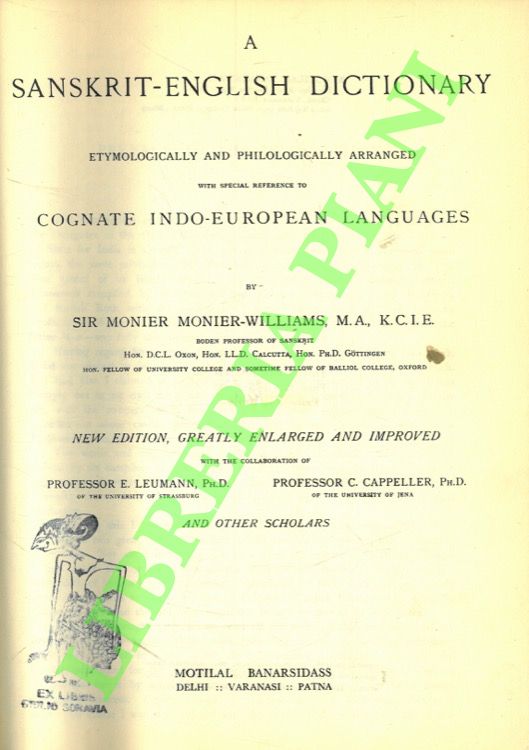 A
SANSKRIT-ENGLISH DICTIONARY
ETYMOLOGICALLY AND PHILOLOGICALLY ARRANGED
WITH SPECIAL REFERENCE TO
COGNATE INDO-EUROPEAN LANGUAGES
BY
SIR MONIER MONIER-WILLIAMS, M.A., K.C.I.E.
BODEN PROFESSOR OF SANSKRIT
HON. D.C.L. OXON, HON. LL.D. CALCUTTA, HON. PH.D. GÖTTINGEN
HON. FELLOW OF UNIVERSITY COLLEGE AND SOMETIME FELLOW OF BALLIOL COLLEGE, OXFORD
NEW EDITION, GREATLY ENLARGED AND IMPROVED
WITH THE COLLABORATION OF
PROFESSOR E. LEUMANN, PH.D. PROFESSOR C. CAPPELLER, PH.D.
OF THE UNIVERSITY OF STRASSBURG OF THE UNIVERSITY OF JENA
AND OTHER SCHOLARS
MOTILAL BANARSIDASS
DELHI :: VARANASI :: PATNA
EX LIBRIS
LIBRERIA PIANI